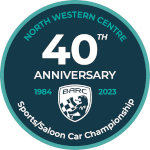 NORTH WESTERN CENTRE
40TH
ANNIVERSARY
1984 2023
BARC
Sports/Saloon Car Championship